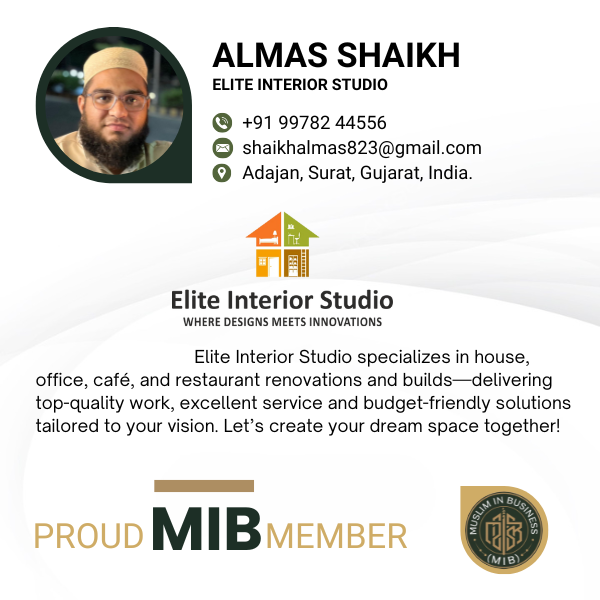 ALMAS SHAIKH
ELITE INTERIOR STUDIO
+91 99782 44556
shaikhalmas823@gmail.com
Adajan, Surat, Gujarat, India.
Elite Interior Studio
WHERE DESIGNS MEETS INNOVATIONS
Elite Interior Studio specializes in house,
office, café, and restaurant renovations and builds—delivering
top-quality work, excellent service and budget-friendly solutions
tailored to your vision. Let's create your dream space together!
PROUD MIB MEMBER
MUSLIM IN BUSINESS
(MIB)